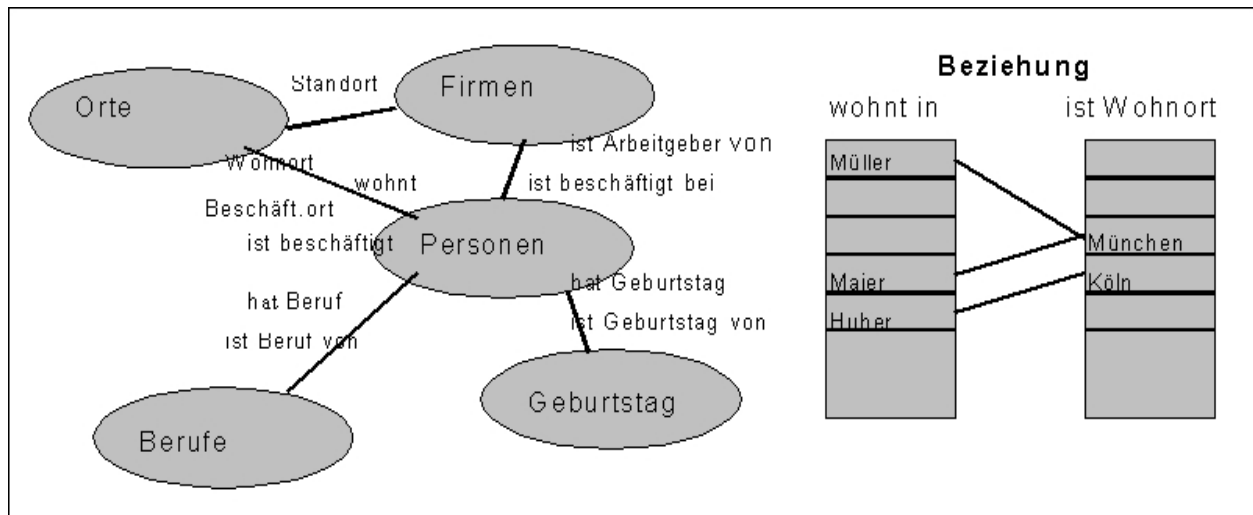 Orte
Standort
Firmen
ist Arbeitgeber von
ist beschäftigt bei
Wohnort
wohnt
Beschäft.ort
ist beschäftigt
Personen
hat Beruf
ist Beruf von
hat Geburtstag
ist Geburtstag von
Berufe
Geburtstag
Beziehung
wohnt in
ist Wohnort
Müller
München
Maier
Köln
Huher